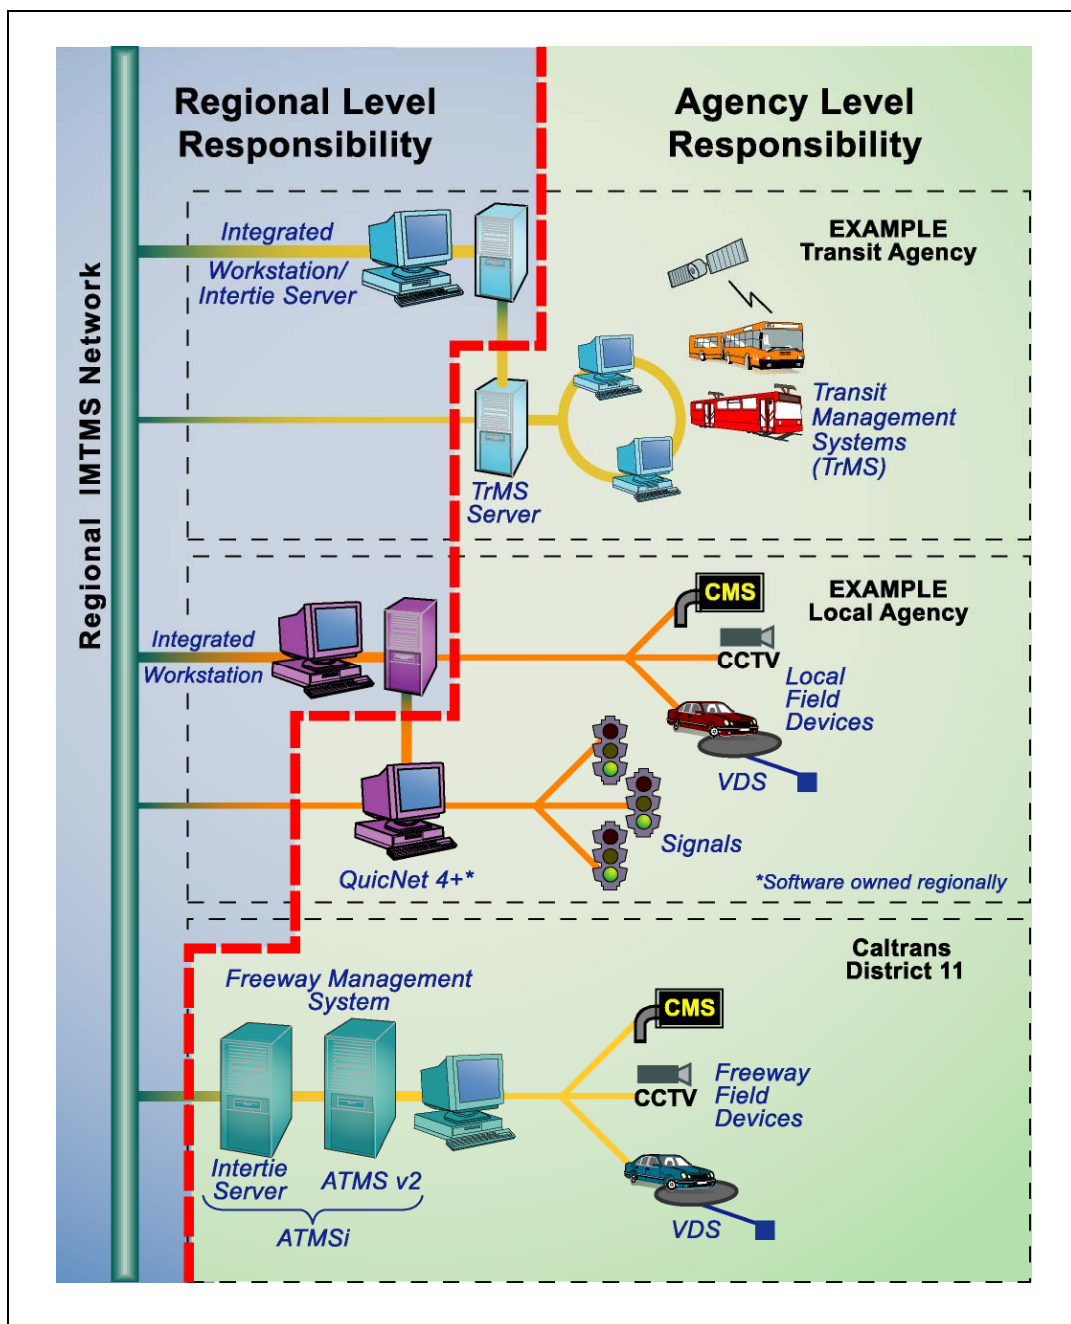 Regional Level
Responsibility
Agency Level
Responsibility
Regional IMTMS Network
Integrated
Workstation/
Intertie Server
EXAMPLE
Transit Agency
Transit
Management
Systems
(TrMS)
TrMS
Server
EXAMPLE
Local Agency
CMS
CCTV
Integrated
Workstation
Local
Field
Devices
VDS
Signals
QuicNet 4+*
*Software owned regionally
Caltrans
District 11
Freeway Management
System
CMS
CCTV
Freeway
Field
Devices
Intertie
Server
ATMS v2
ATMSi
VDS